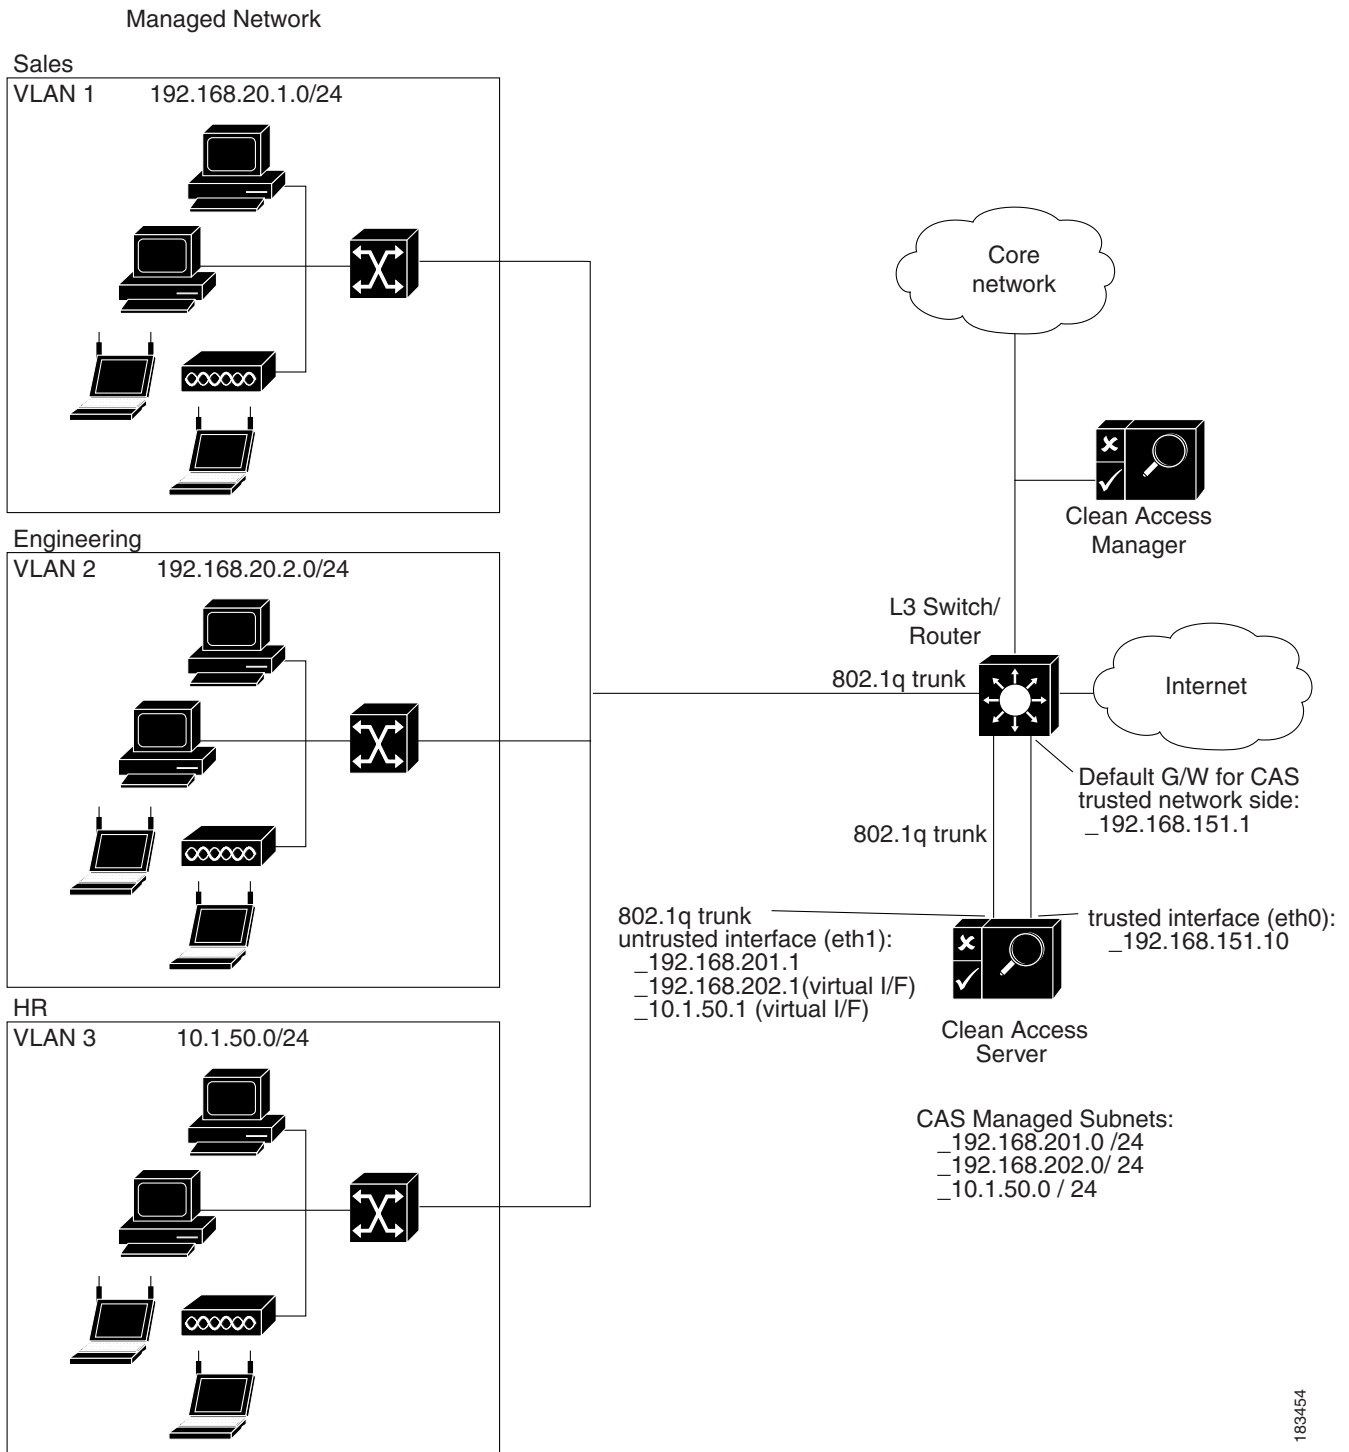 Managed Network
Sales
VLAN 1 192.168.20.1.0/24
Engineering
VLAN 2 192.168.20.2.0/24
HR
VLAN 3 10.1.50.0/24
Core
network
Clean Access
Manager
L3 Switch/
Router
802.1q trunk
Internet
Default G/W for CAS
trusted network side:
_192.168.151.1
802.1q trunk
802.1q trunk
untrusted interface (eth1):
_192.168.201.1
_192.168.202.1(virtual I/F)
_10.1.50.1 (virtual I/F)
trusted interface (eth0):
_192.168.151.10
Clean Access
Server
CAS Managed Subnets:
_192.168.201.0 /24
_192.168.202.0/ 24
_10.1.50.0 / 24
183454